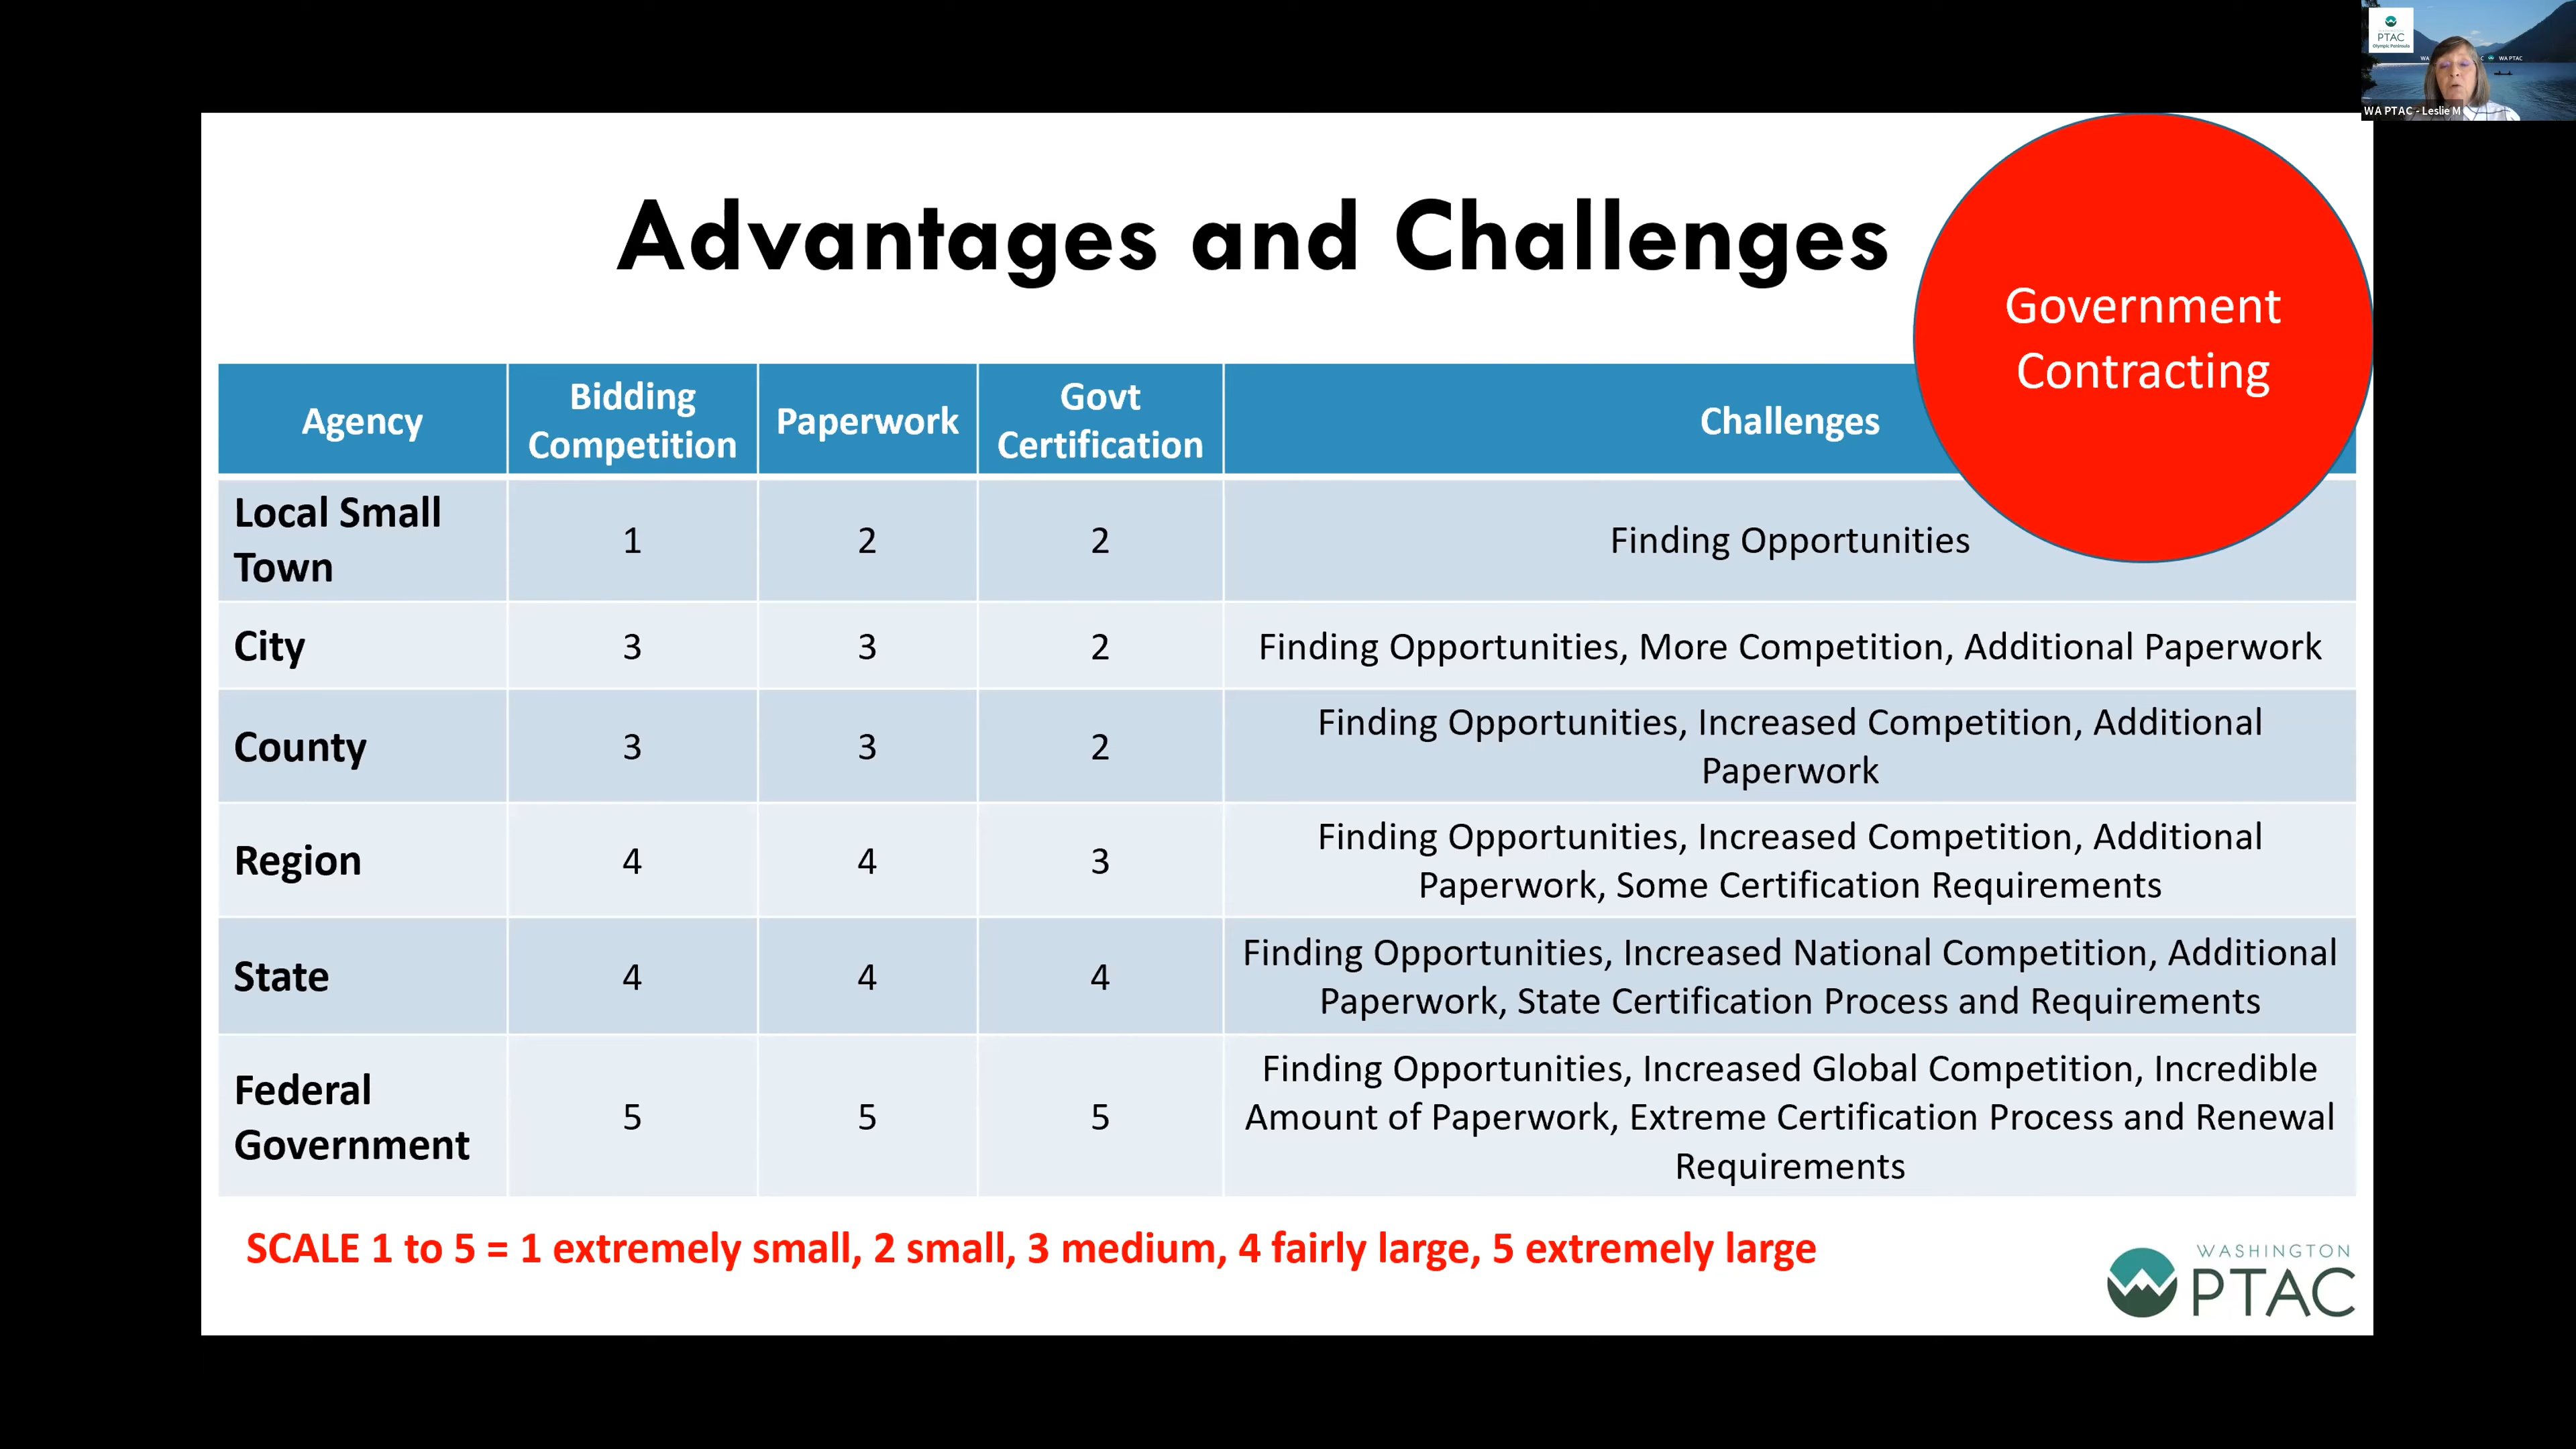 PTAC
Olympic Peninsula
WA PTAC
WA PTAC - Leslie M
Advantages and Challenges
Government
Contracting
Agency
Bidding
Competition
Paperwork
Govt
Certification
Challenges
Local Small
Town
1
2
2
Finding Opportunities
City
3
3
2
Finding Opportunities, More Competition, Additional Paperwork
County
3
3
2
Finding Opportunities, Increased Competition, Additional
Paperwork
Region
4
4
3
Finding Opportunities, Increased Competition, Additional
Paperwork, Some Certification Requirements
State
4
4
4
Finding Opportunities, Increased National Competition, Additional
Paperwork, State Certification Process and Requirements
Federal
Government
5
5
5
Finding Opportunities, Increased Global Competition, Incredible
Amount of Paperwork, Extreme Certification Process and Renewal
Requirements
SCALE 1 to 5 = 1 extremely small, 2 small, 3 medium, 4 fairly large, 5 extremely large
WASHINGTON
PTAC